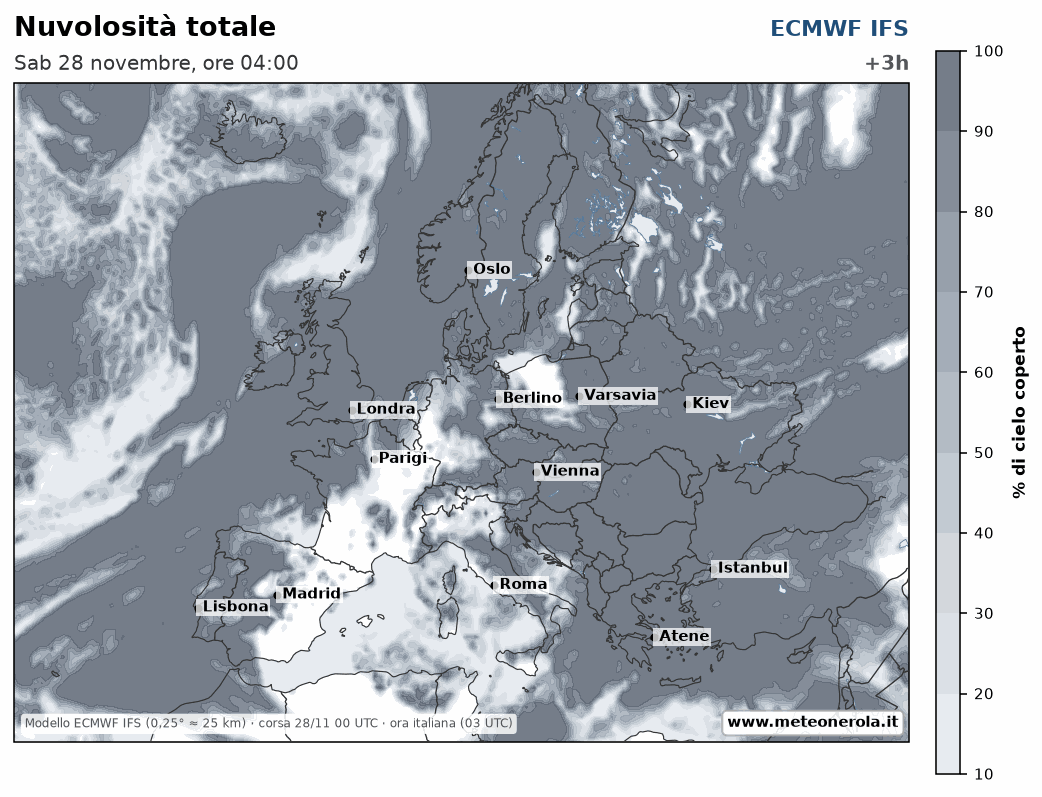 Nuvolosità totale
ECMWF IFS
Sab 28 novembre, ore 04:00
+3h
100
90
80
70
60
50
40
30
20
10
% di cielo coperto
Oslo
Berlino
Varsavia
Kiev
Londra
Parigi
Vienna
Istanbul
Roma
Madrid
Lisbona
Atene
Modello ECMWF IFS (0,25° ≈ 25 km) · corsa 28/11 00 UTC · ora italiana (03 UTC)
www.meteonerola.it